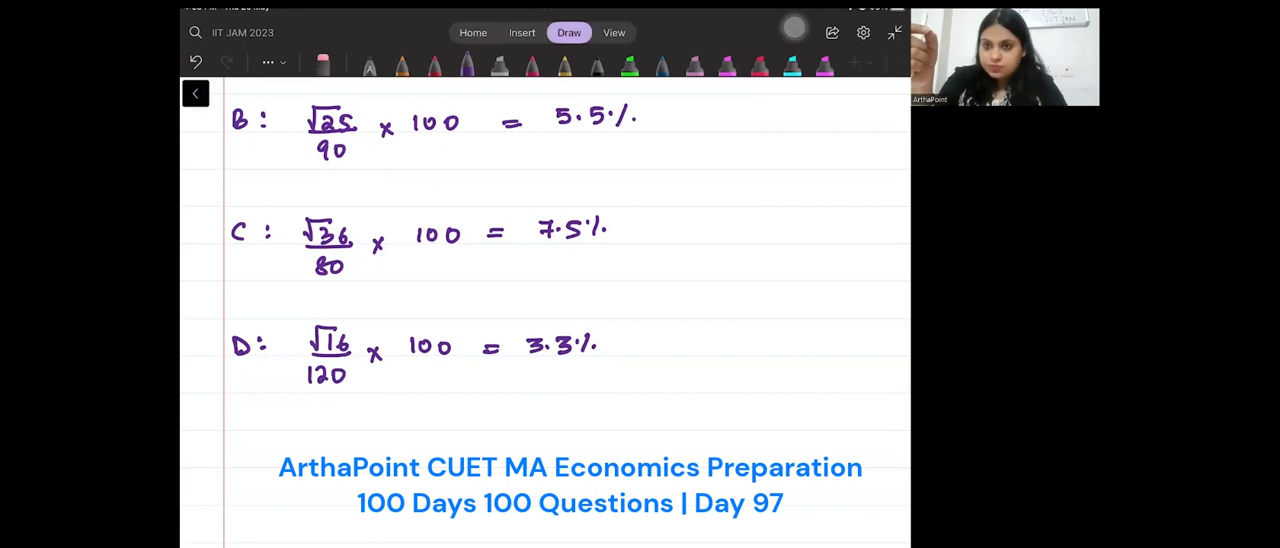 IIT JAM 2023
Home Insert Draw View
B: √25/90 × 100 = 5.5%
C: √36/80 × 100 = 7.5%
D: √16/120 × 100 = 3.3%
ArthaPoint
ArthaPoint CUET MA Economics Preparation
100 Days 100 Questions | Day 97